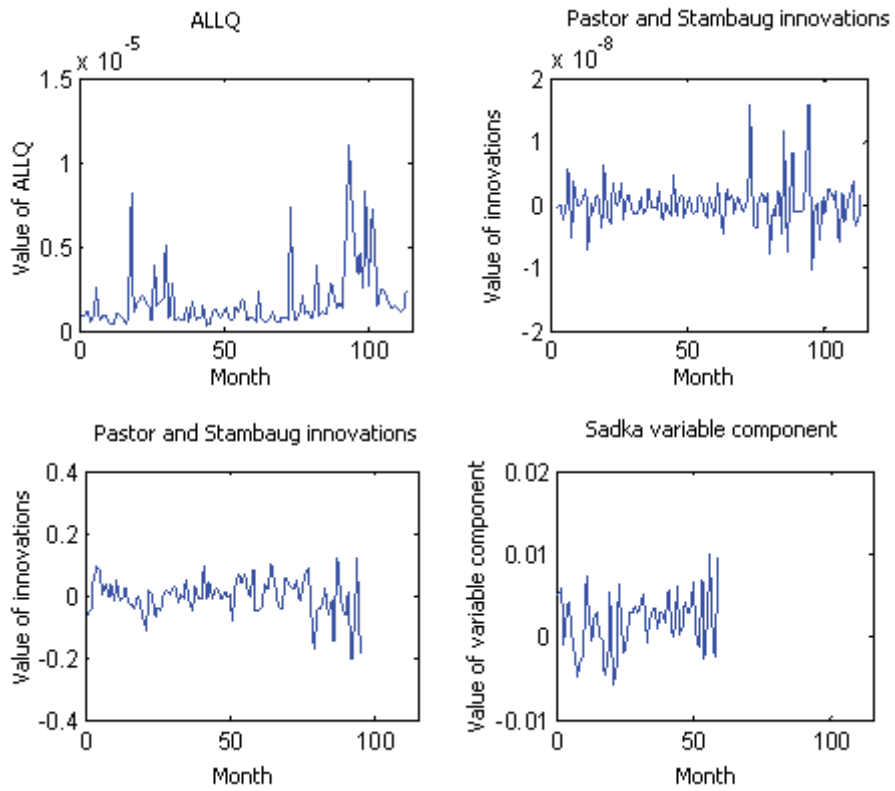 ALLQ
x 10^-5
Value of ALLQ
1.5
1
0.5
0
0 50 100
Month
Pastor and Stambaug innovations
x 10^-8
Value of innovations
2
1
0
-1
-2
0 50 100
Month
Pastor and Stambaug innovations
Value of innovations
0.4
0.2
0
-0.2
-0.4
0 50 100
Month
Sadka variable component
Value of variable component
0.02
0.01
0
-0.01
0 50 100
Month